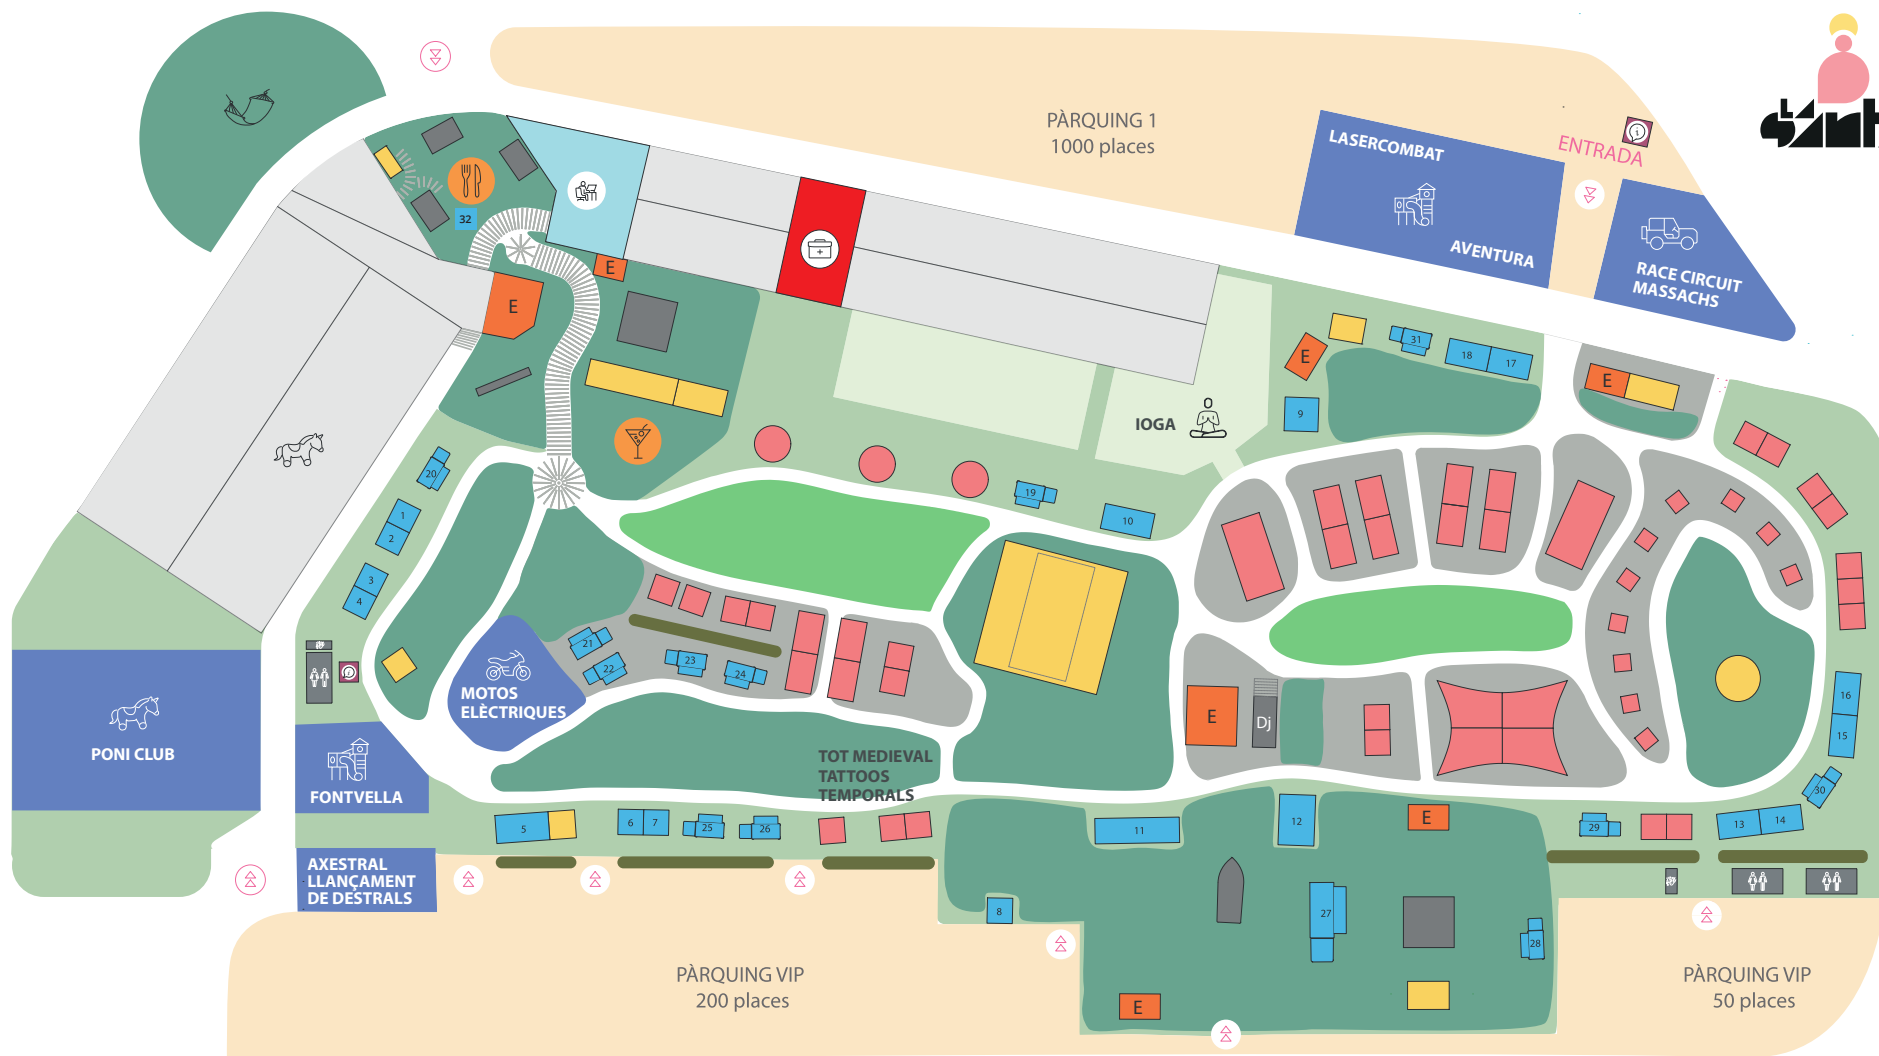 PÀRQUING 1
1000 places
ENTRADA
i
LASERCOMBAT
AVENTURA
RACE CIRCUIT
MASSACHS
L'
sant
32
E
E
E
31
18
17
E
9
IOGA
20
19
10
1
2
3
4
21
22
23
24
MOTOS
ELÈCTRIQUES
PONI CLUB
FONTVELLA
E
Dj
16
15
TOT MEDIEVAL
TATTOOS
TEMPORALS
30
5
6
7
25
26
11
12
E
29
13
14
AXESTRAL
LLANÇAMENT
DE DESTRALS
8
27
28
PÀRQUING VIP
200 places
E
PÀRQUING VIP
50 places